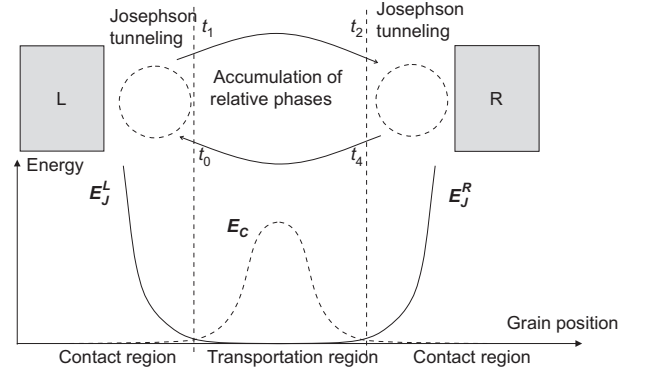 Josephson
tunneling
t1
t2
Josephson
tunneling
L
Accumulation of
relative phases
R
t0
t4
Energy
E_J^L
E_C
E_J^R
Grain position
Contact region
Transportation region
Contact region